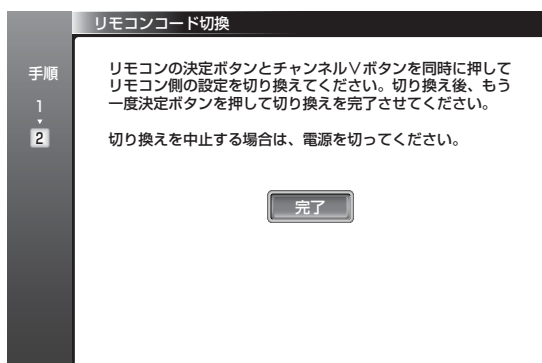 リモコンコード切換
手順
1
2
リモコンの決定ボタンとチャンネル∨ボタンを同時に押して
リモコン側の設定を切り換えてください。切り換え後、もう
一度決定ボタンを押して切り換えを完了させてください。
切り換えを中止する場合は、電源を切ってください。
完了